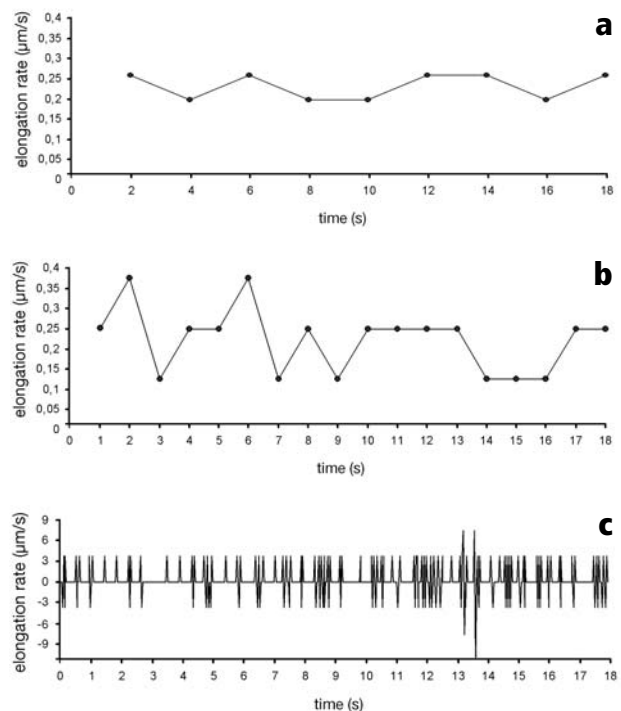 a
elongation rate (µm/s)
0,4
0,35
0,3
0,25
0,2
0,1
0,05
0
0 2 4 6 8 10 12 14 16 18
time (s)
b
elongation rate (µm/s)
0,4
0,35
0,3
0,25
0,2
0,15
0,1
0,05
0
0 1 2 3 4 5 6 7 8 9 10 11 12 13 14 15 16 17 18
time (s)
c
elongation rate (µm/s)
9
6
3
0
-3
-6
-9
0 1 2 3 4 5 6 7 8 9 10 11 12 13 14 15 16 17 18
time (s)